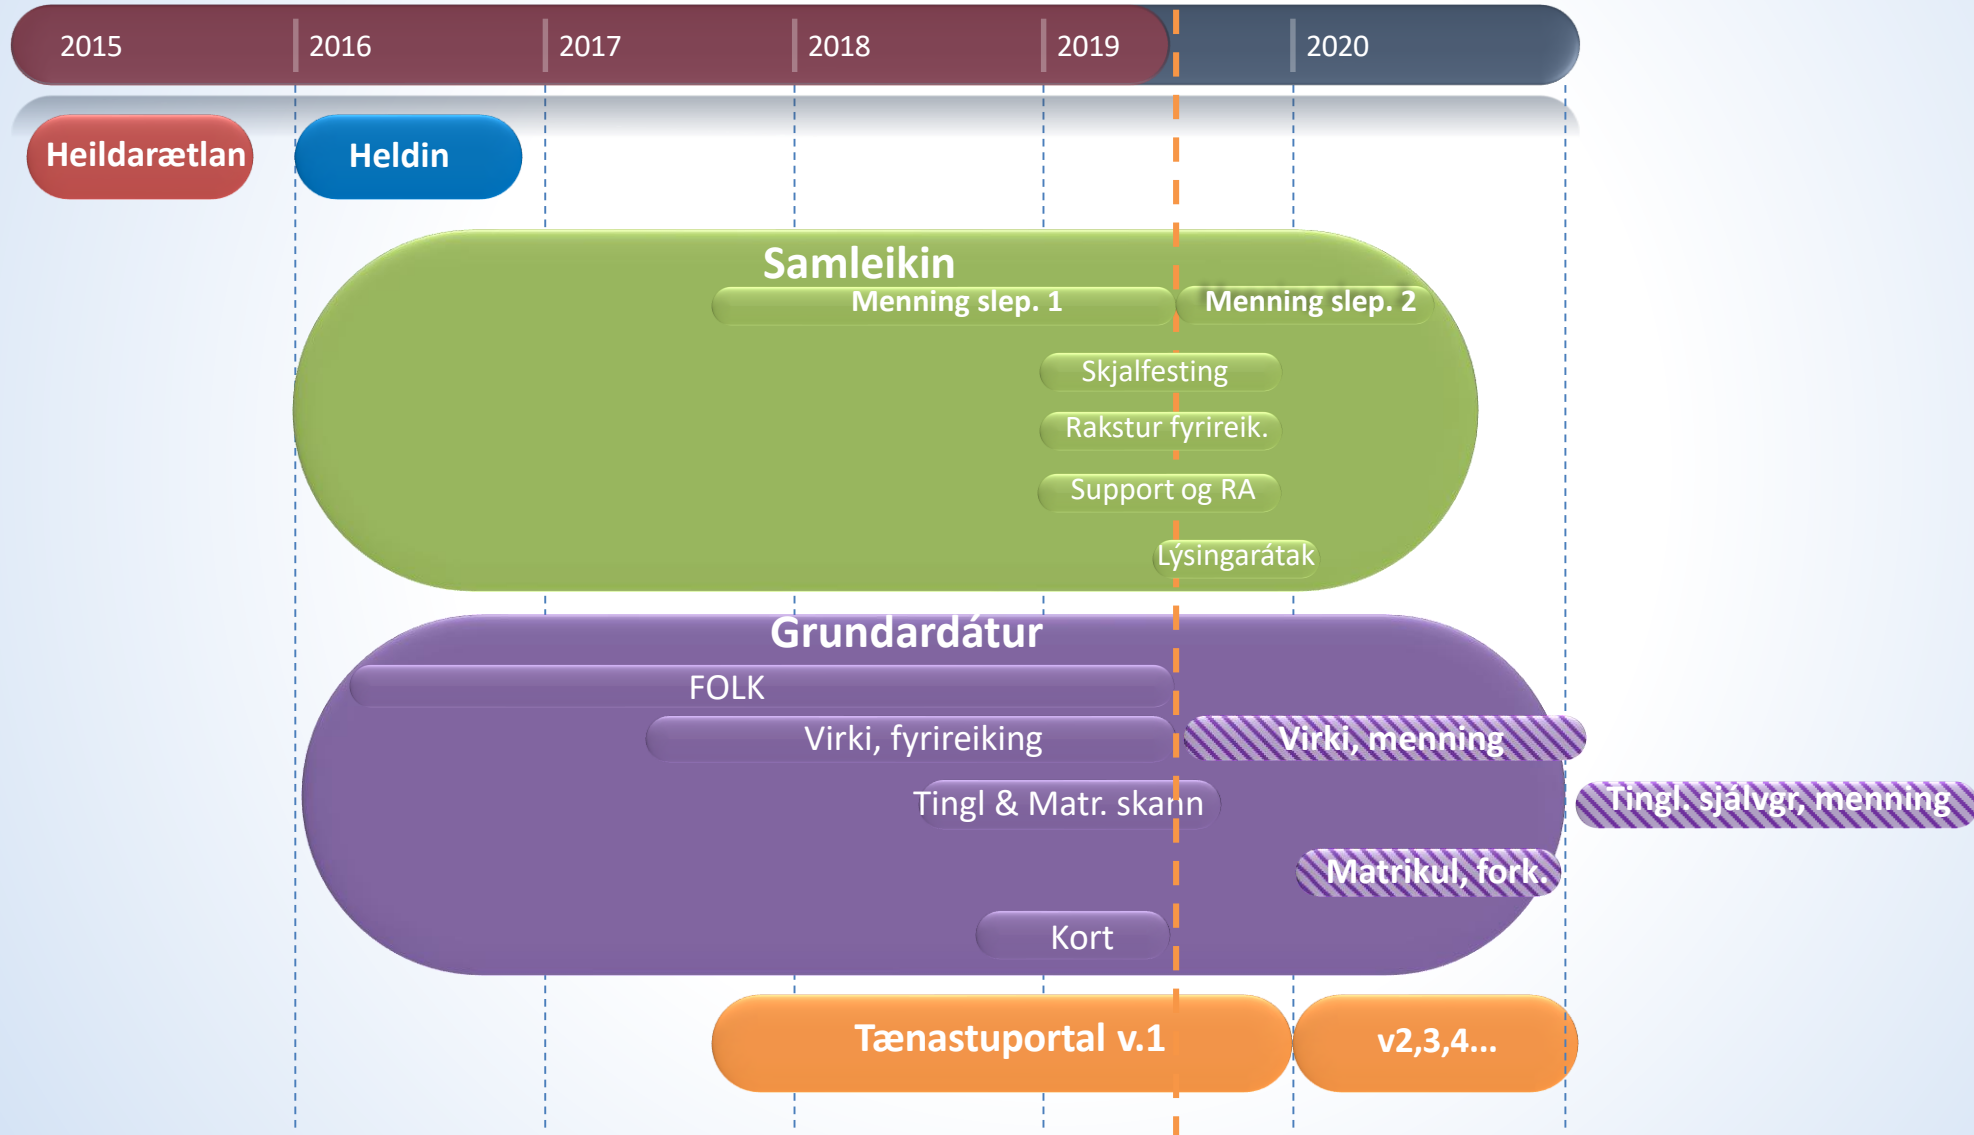 2015
2016
2017
2018
2019
2020
Heildarætlan
Heldin
Samleikin
Menning slep. 1
Menning slep. 2
Skjalfesting
Rakstur fyrireik.
Support og RA
Lýsingarátak
Grundardátur
FOLK
Virki, fyrireiking
Virki, menning
Tingl & Matr. skann
Tingl. sjálvgr, menning
Matrikul, fork.
Kort
Tænastuportal v.1
v2,3,4...